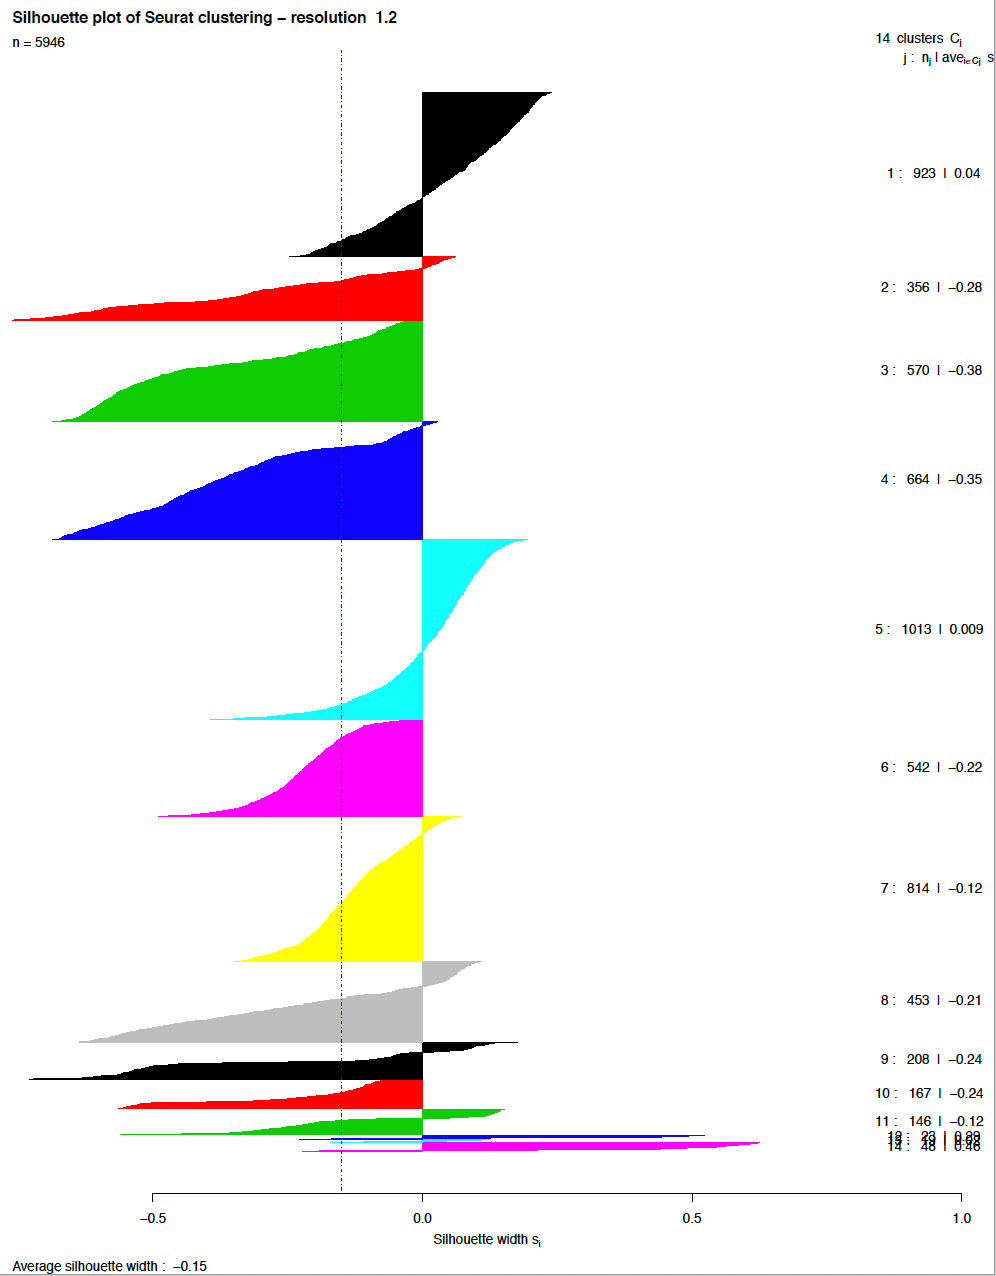 Silhouette plot of Seurat clustering − resolution 1.2
n = 5946
14 clusters Cj
j : nj | avei∈Cj s
1 : 923 | 0.04
2 : 356 | −0.28
3 : 570 | −0.38
4 : 664 | −0.35
5 : 1013 | 0.009
6 : 542 | −0.22
7 : 814 | −0.12
8 : 453 | −0.21
9 : 208 | −0.24
10 : 167 | −0.24
11 : 146 | −0.12
14 : 48 | 0.46
−0.5 0.0 0.5 1.0
Silhouette width si
Average silhouette width : −0.15